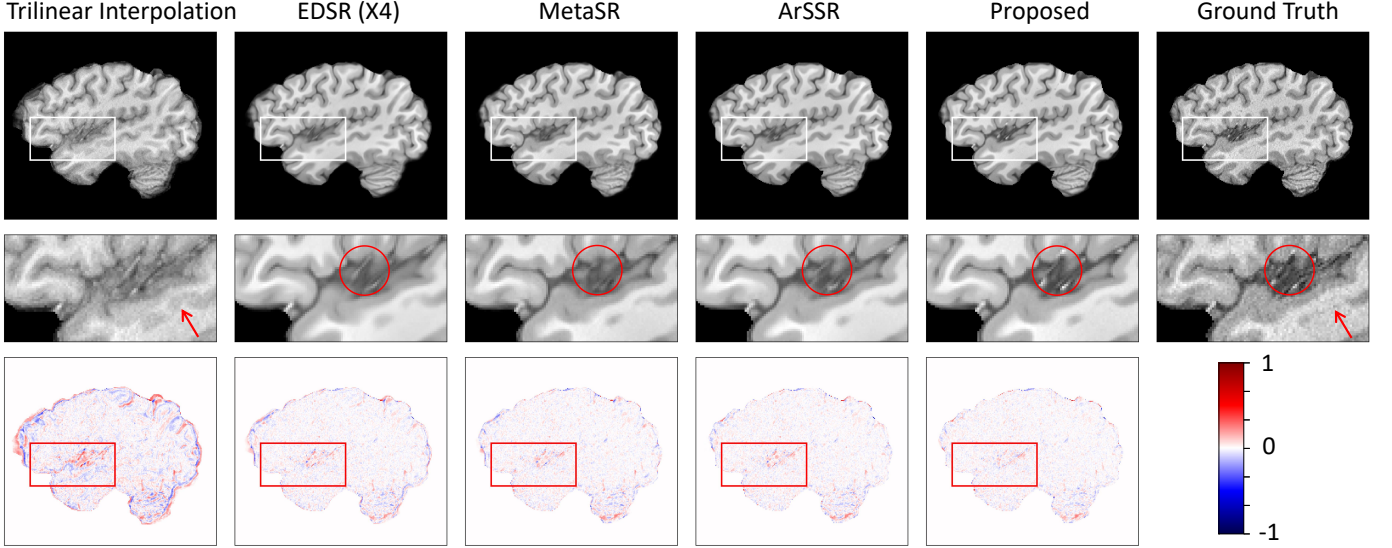 Trilinear Interpolation
EDSR (X4)
MetaSR
ArSSR
Proposed
Ground Truth
1
0
-1